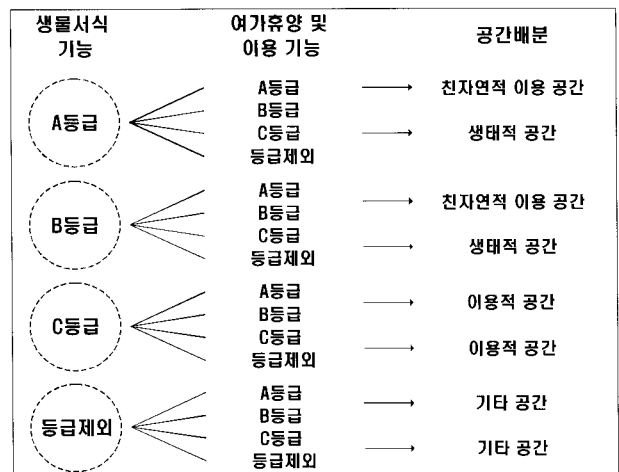 생물서식
기능
여가휴양 및
이용 기능
공간배분
A등급
A등급
B등급
C등급
등급제외
친자연적 이용 공간
생태적 공간
B등급
A등급
B등급
C등급
등급제외
친자연적 이용 공간
생태적 공간
C등급
A등급
B등급
C등급
등급제외
이용적 공간
이용적 공간
등급제외
A등급
B등급
C등급
등급제외
기타 공간
기타 공간